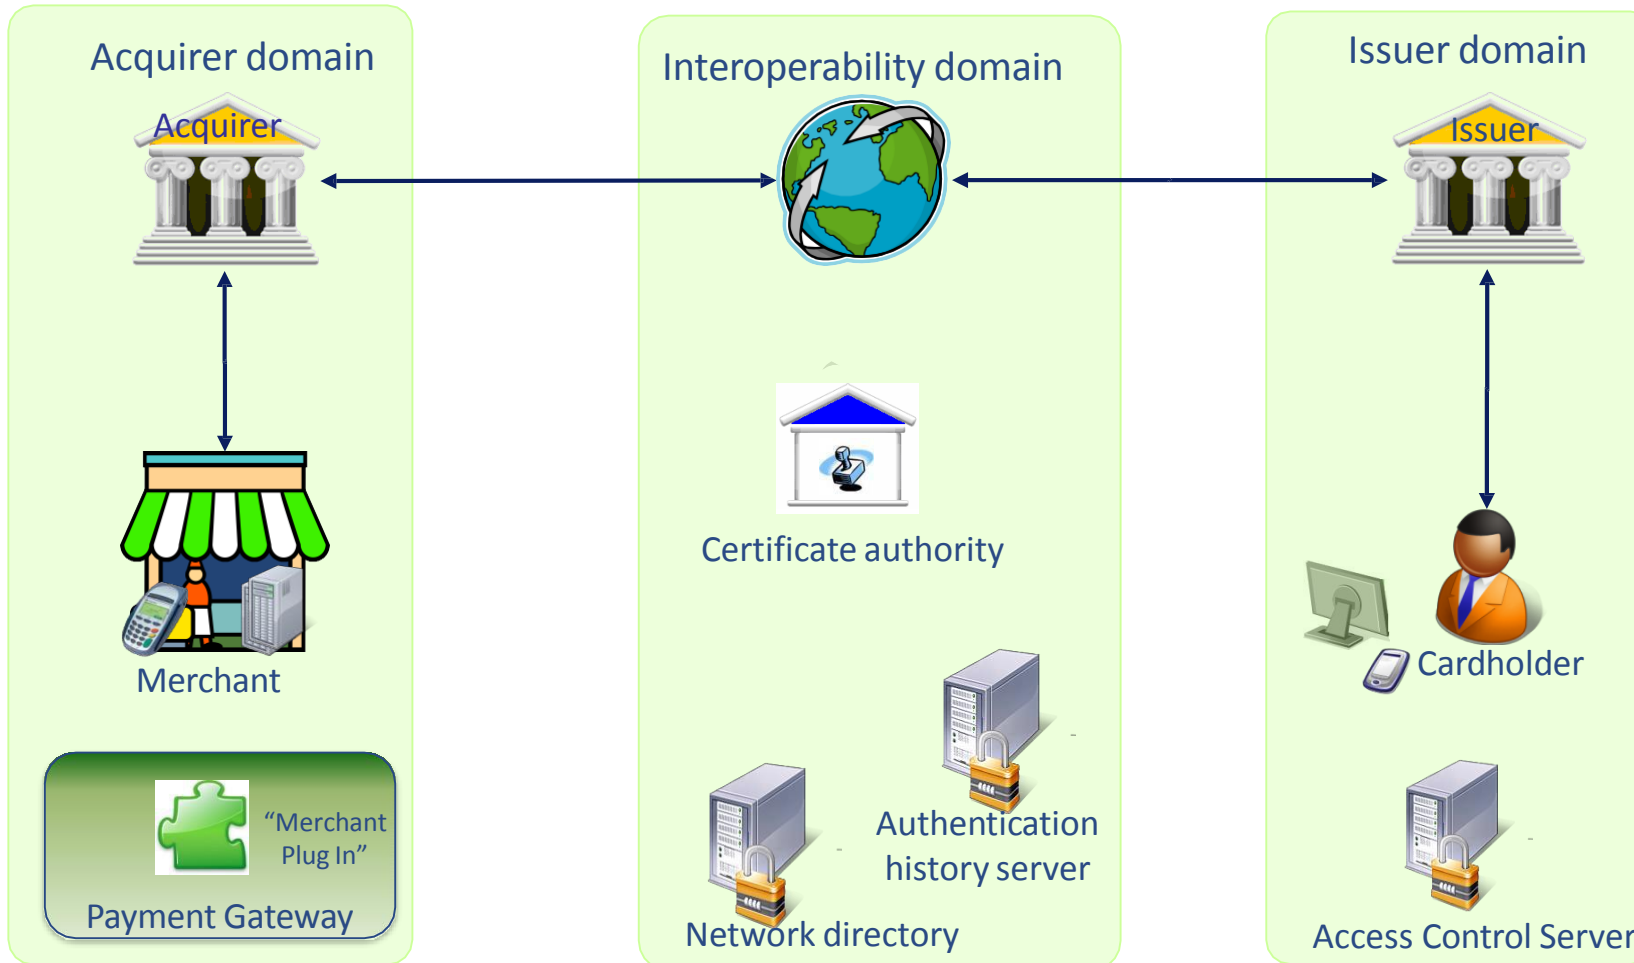 Acquirer domain
Acquirer
Merchant
“Merchant
Plug In”
Payment Gateway
Interoperability domain
Certificate authority
Authentication
history server
Network directory
Issuer domain
Issuer
Cardholder
Access Control Server